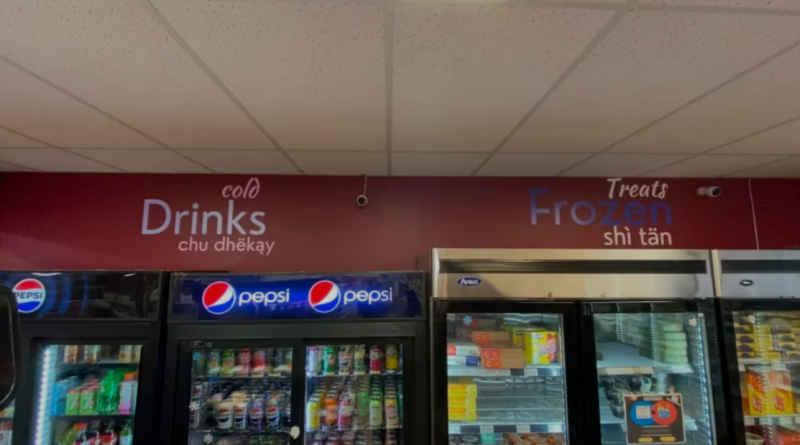 cold
Drinks
chu dhëkąy
Treats
Frozen
shì tän
PEPSI
pepsi
pepsi